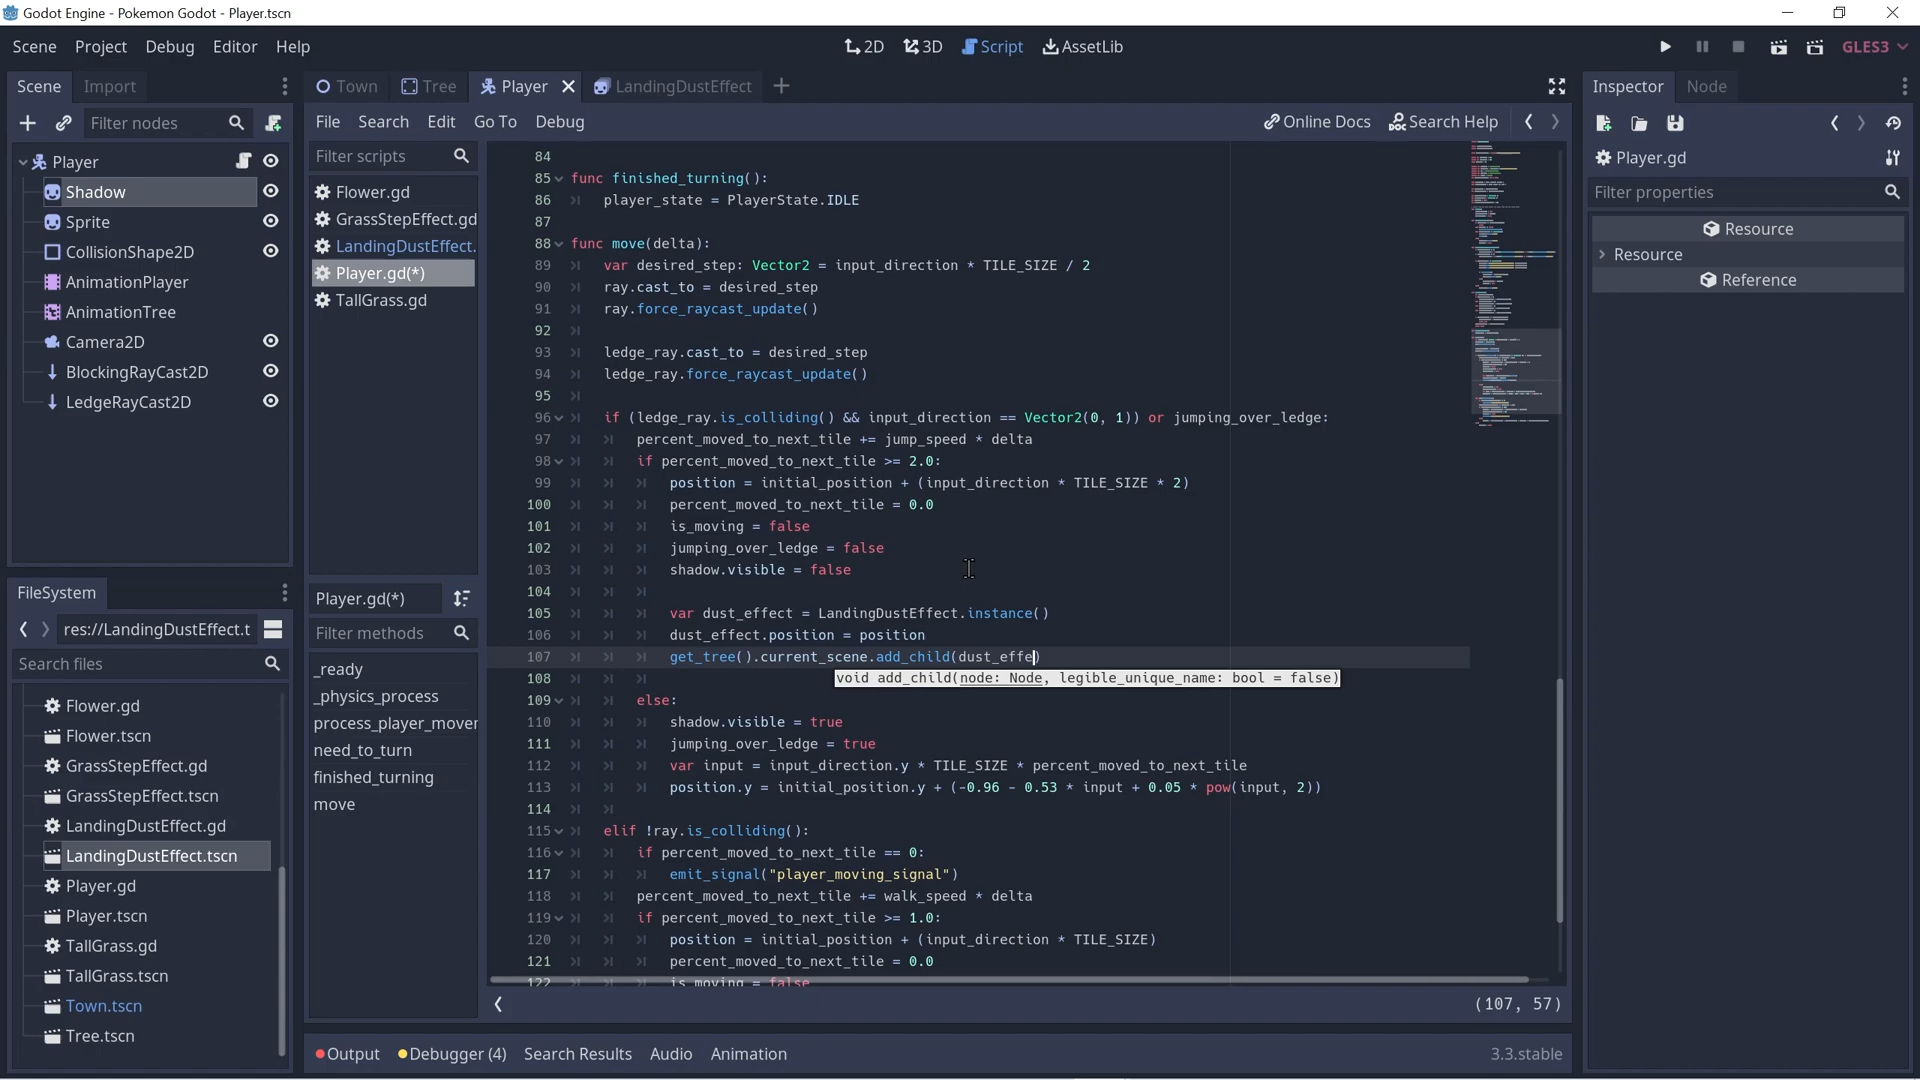 Godot Engine - Pokemon Godot - Player.tscn
Scene Project Debug Editor Help
2D 3D Script AssetLib
GLES3
Scene Import
Filter nodes
Player
Shadow
Sprite
CollisionShape2D
AnimationPlayer
AnimationTree
Camera2D
BlockingRayCast2D
LedgeRayCast2D
FileSystem
res://LandingDustEffect.t
Search files
Flower.gd
Flower.tscn
GrassStepEffect.gd
GrassStepEffect.tscn
LandingDustEffect.gd
LandingDustEffect.tscn
Player.gd
Player.tscn
TallGrass.gd
TallGrass.tscn
Town.tscn
Tree.tscn
Town Tree Player LandingDustEffect
File Search Edit Go To Debug
Online Docs Search Help
Filter scripts
Flower.gd
GrassStepEffect.gd
LandingDustEffect.
Player.gd(*)
TallGrass.gd
Player.gd(*)
Filter methods
_ready
_physics_process
process_player_mover
need_to_turn
finished_turning
move
84
85 func finished_turning():
86 player_state = PlayerState.IDLE
87
88 func move(delta):
89 var desired_step: Vector2 = input_direction * TILE_SIZE / 2
90 ray.cast_to = desired_step
91 ray.force_raycast_update()
92
93 ledge_ray.cast_to = desired_step
94 ledge_ray.force_raycast_update()
95
96 if (ledge_ray.is_colliding() && input_direction == Vector2(0, 1)) or jumping_over_ledge:
97 percent_moved_to_next_tile += jump_speed * delta
98 if percent_moved_to_next_tile >= 2.0:
99 position = initial_position + (input_direction * TILE_SIZE * 2)
100 percent_moved_to_next_tile = 0.0
101 is_moving = false
102 jumping_over_ledge = false
103 shadow.visible = false
104
105 var dust_effect = LandingDustEffect.instance()
106 dust_effect.position = position
107 get_tree().current_scene.add_child(dust_effe)
108 void add_child(node: Node, legible_unique_name: bool = false)
109 else:
110 shadow.visible = true
111 jumping_over_ledge = true
112 var input = input_direction.y * TILE_SIZE * percent_moved_to_next_tile
113 position.y = initial_position.y + (-0.96 - 0.53 * input + 0.05 * pow(input, 2))
114
115 elif !ray.is_colliding():
116 if percent_moved_to_next_tile == 0:
117 emit_signal("player_moving_signal")
118 percent_moved_to_next_tile += walk_speed * delta
119 if percent_moved_to_next_tile >= 1.0:
120 position = initial_position + (input_direction * TILE_SIZE)
121 percent_moved_to_next_tile = 0.0
122 is_moving = false
(107, 57)
Output Debugger (4) Search Results Audio Animation
3.3.stable
Inspector Node
Player.gd
Filter properties
Resource
Resource
Reference